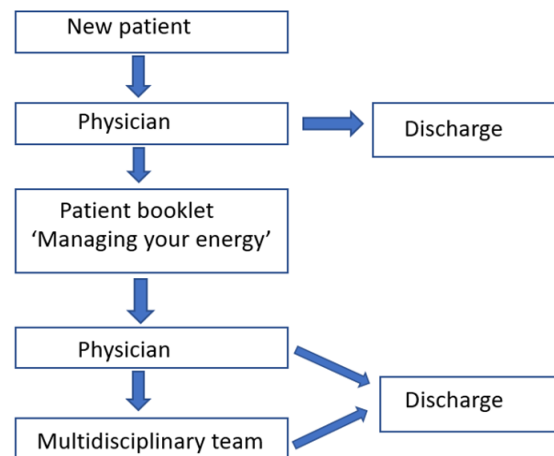 New patient
Physician
Discharge
Patient booklet
‘Managing your energy’
Physician
Discharge
Multidisciplinary team